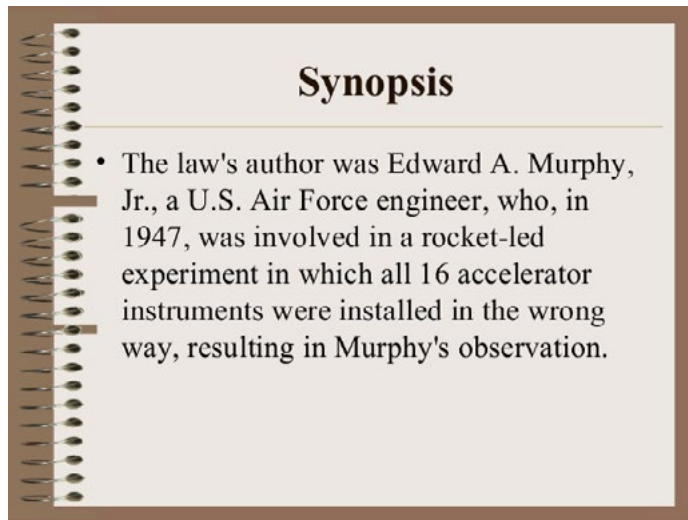 Synopsis
• The law's author was Edward A. Murphy,
Jr., a U.S. Air Force engineer, who, in
1947, was involved in a rocket-led
experiment in which all 16 accelerator
instruments were installed in the wrong
way, resulting in Murphy's observation.